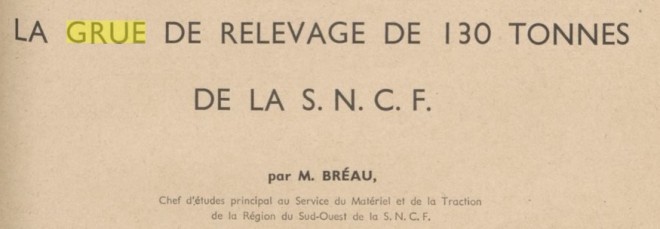 LA GRUE DE RELEVAGE DE 130 TONNES
DE LA S. N. C. F.
par M. BRÉAU,
Chef d'études principal au Service du Matériel et de la Traction
de la Région du Sud-Ouest de la S. N. C. F.